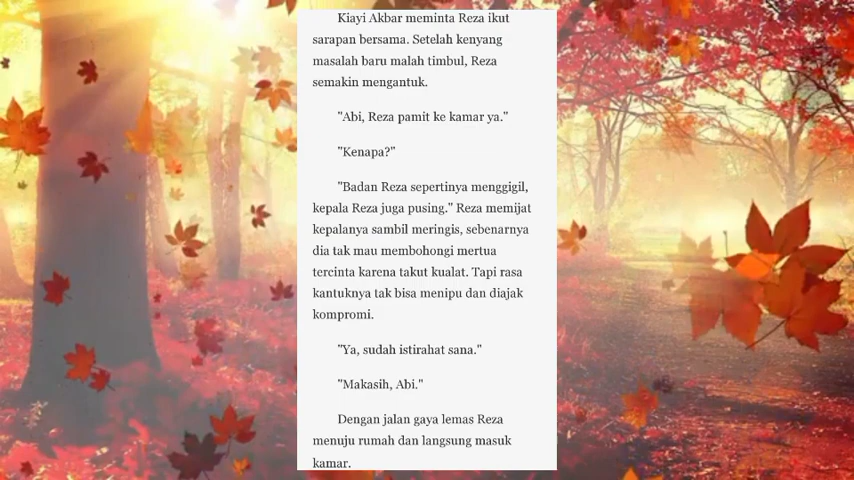 Kiayi Akbar meminta Reza ikut
sarapan bersama. Setelah kenyang
masalah baru malah timbul, Reza
semakin mengantuk.
"Abi, Reza pamit ke kamar ya."
"Kenapa?"
"Badan Reza sepertinya menggigil,
kepala Reza juga pusing." Reza memijat
kepalanya sambil meringis, sebenarnya
dia tak mau membohongi mertua
tercinta karena takut kualat. Tapi rasa
kantuknya tak bisa menipu dan diajak
kompromi.
"Ya, sudah istirahat sana."
"Makasih, Abi."
Dengan jalan gaya lemas Reza
menuju rumah dan langsung masuk
kamar.